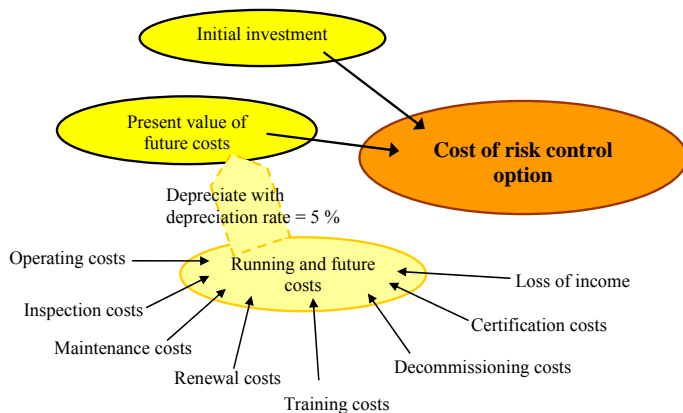 Initial investment
Present value of
future costs
Cost of risk control
option
Depreciate with
depreciation rate = 5 %
Operating costs
Running and future
costs
Loss of income
Inspection costs
Certification costs
Maintenance costs
Decommissioning costs
Renewal costs
Training costs